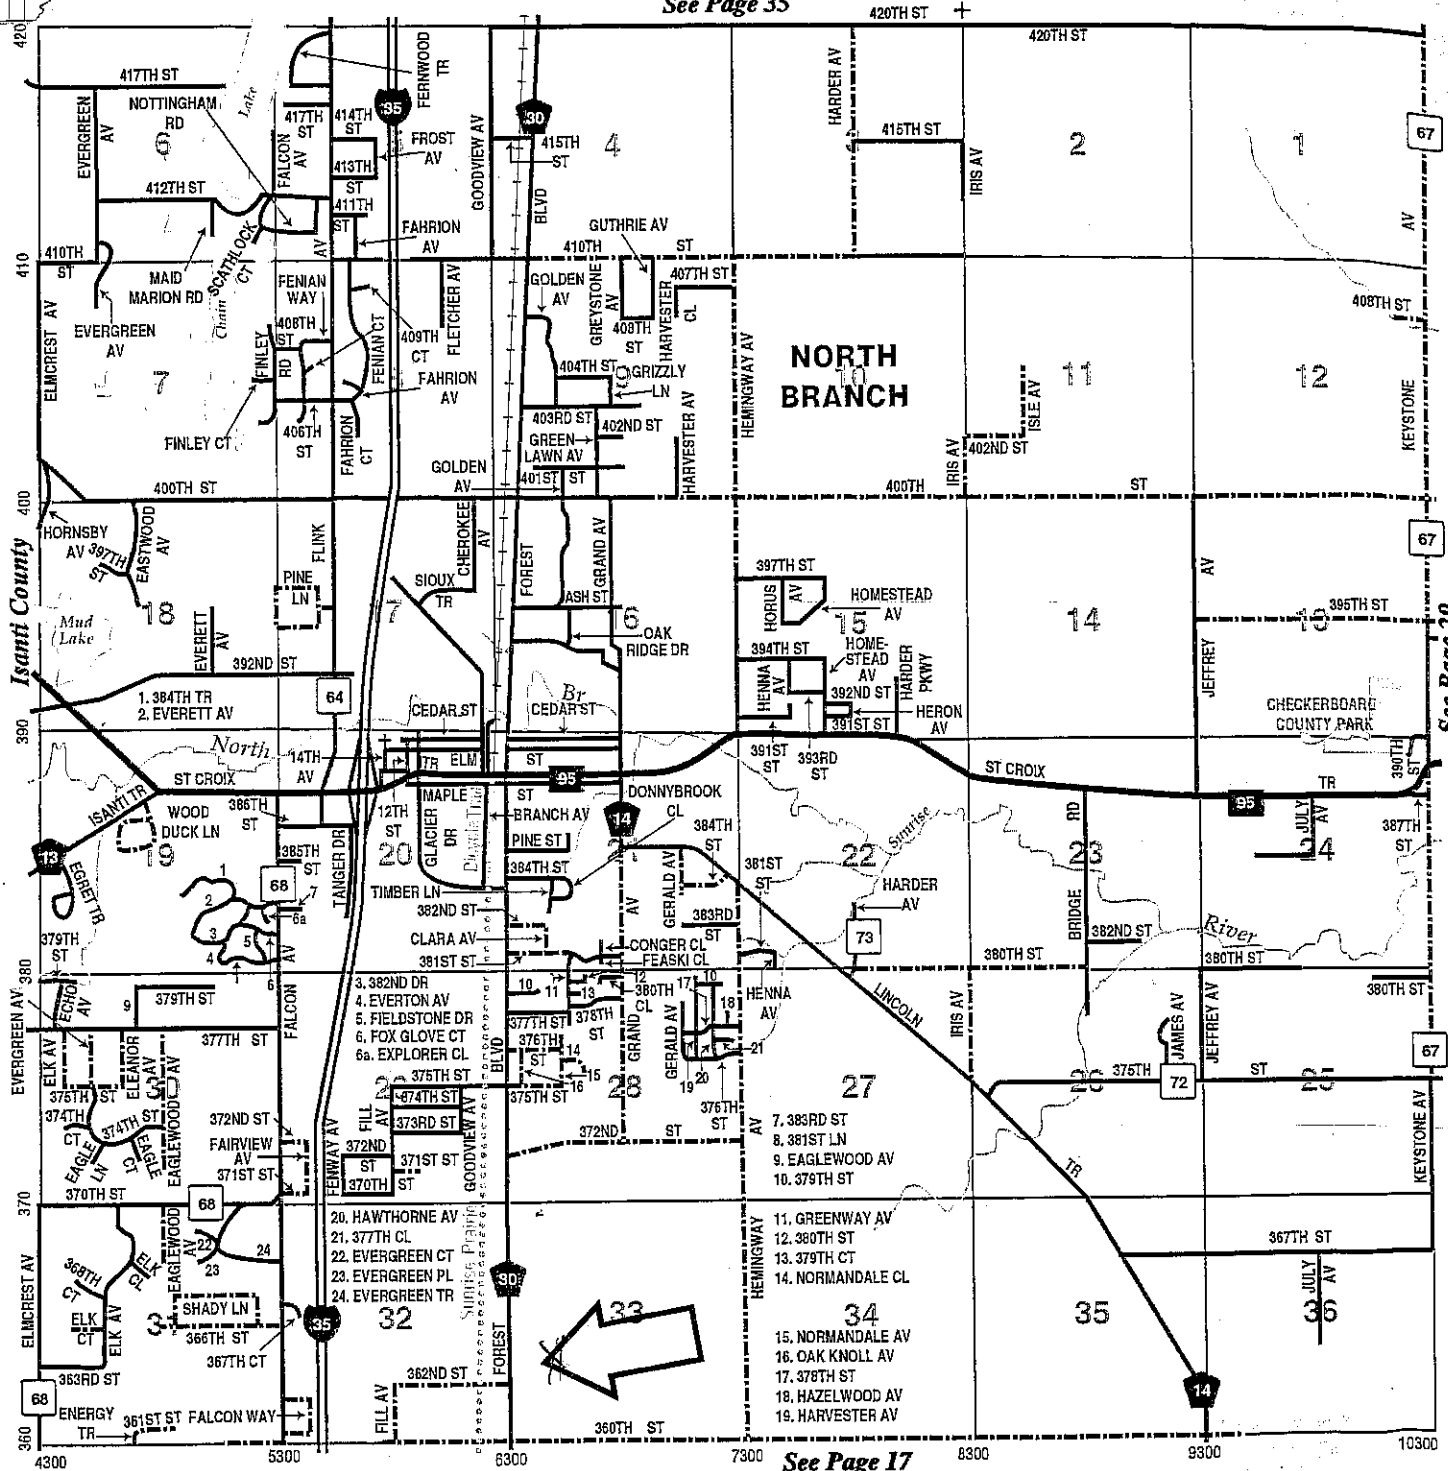 See Page 35
420TH ST
420TH ST
420
417TH ST
NOTTINGHAM
RD
Lake
EVERGREEN
AV
6
417TH
ST
414TH
ST
FERNWOOD
TR
35
FROST
AV
413TH
ST
FALCON
AV
GOODVIEW AV
30
415TH
ST
4
BLVD
HARDER AV
415TH ST
IRIS AV
2
1
67
AV
412TH ST
411TH
ST
MAID
MARION RD
SCATHLOCK
CT
AV
FAHRION
AV
GUTHRIE AV
410TH
ST
410TH
ST
410
EVERGREEN
AV
Chain
FENIAN
WAY
408TH
ST
FINLEY
RD
FENIAN CT
409TH
CT
FLETCHER AV
GOLDEN
AV
GREYSTONE
AV
408TH
ST
407TH ST
HARVESTER
CL
408TH ST
ELMCREST AV
7
FINLEY CT
406TH
ST
FAHRION
CT
FAHRION
AV
404TH ST
9
GRIZZLY
LN
403RD ST
402ND ST
GREEN
LAWN AV
401ST
ST
GOLDEN
AV
HARVESTER AV
HEMINGWAY AV
NORTH
BRANCH
10
11
12
ISLE AV
402ND ST
IRIS AV
KEYSTONE
400TH ST
400TH
ST
400
HORNSBY
AV
397TH
ST
EASTWOOD
AV
FLINK
CHEROKEE
AV
FOREST
GRAND AV
67
AV
Isanti County
Mud
Lake
18
PINE
LN
EVERETT
AV
392ND ST
7
SIOUX
TR
ASH ST
6
OAK
RIDGE DR
397TH ST
HORUS
AV
HOMESTEAD
AV
15
394TH ST
HOME-
STEAD
AV
HENNA
AV
392ND ST
HARDER
PKWY
HERON
AV
391ST ST
14
395TH ST
13
JEFFREY
1. 384TH TR
2. EVERETT AV
64
CEDAR ST
Br
CEDAR ST
CHECKERBOARD
COUNTY PARK
390
North
14TH
AV
TR
ELM
ST
391ST
ST
393RD
ST
390TH
ST
ST CROIX
ST CROIX
TR
ISANTI TR
WOOD
DUCK LN
386TH
ST
12TH
ST
MAPLE
ST
95
DONNYBROOK
CL
95
BRANCH AV
14
JULY
AV
387TH
ST
13
19
EGRET TR
385TH
ST
TANGER DR
20
GLACIER
DR
PINE ST
384TH ST
384TH
ST
381ST
ST
22
Sunrise
RD
23
24
1
2
3
4
5
6
68
7
6a
AV
TIMBER LN
382ND ST
CLARA AV
381ST ST
AV
GERALD AV
383RD
ST
HARDER
AV
73
BRIDGE
382ND ST
River
379TH
ST
CONGER CL
FEASKI CL
380TH ST
380TH ST
380TH ST
380
EVERGREEN AV
ECHO
AV
9
379TH ST
FALCON
3. 382ND DR
4. EVERTON AV
5. FIELDSTONE DR
6. FOX GLOVE CT
6a. EXPLORER CL
10
11
12
13
377TH ST
378TH
ST
380TH
CL
GRAND
17
10
18
HENNA
AV
LINCOLN
IRIS AV
JAMES AV
JEFFREY AV
67
377TH
ST
ELK AV
ELEANOR
AV
EAGLEWOOD AV
375TH ST
374TH
CT
374TH ST
EAGLE
LN
EAGLE
CT
BLVD
376TH
ST
14
15
16
375TH ST
375TH ST
374TH ST
373RD ST
FILL
AV
28
GERALD AV
19
20
21
376TH
ST
27
375TH
ST
72
25
372ND ST
FAIRVIEW
AV
371ST ST
FENWAY AV
372ND
ST
371ST ST
370TH
GOODVIEW AV
372ND
ST
AV
7. 383RD ST
8. 381ST LN
9. EAGLEWOOD AV
10. 379TH ST
TR
KEYSTONE AV
370TH ST
370
68
20. HAWTHORNE AV
21. 377TH CL
22. EVERGREEN CT
23. EVERGREEN PL
24. EVERGREEN TR
11. GREENWAY AV
12. 380TH ST
13. 379TH CT
14. NORMANDALE CL
367TH ST
ELMCREST AV
368TH
CT
ELK
CL
EAGLEWOOD
AV
22
23
24
ELK
CT
ELK AV
SHADY LN
366TH ST
367TH CT
35
32
Sunrise Prairie
30
33
HEMINGWAY
34
35
JULY
AV
36
363RD ST
68
ENERGY
TR
361ST ST
FALCON WAY
FILL AV
362ND ST
FOREST
360TH ST
15. NORMANDALE AV
16. OAK KNOLL AV
17. 378TH ST
18. HAZELWOOD AV
19. HARVESTER AV
14
360
4300
5300
6300
7300
8300
9300
10300
See Page 17